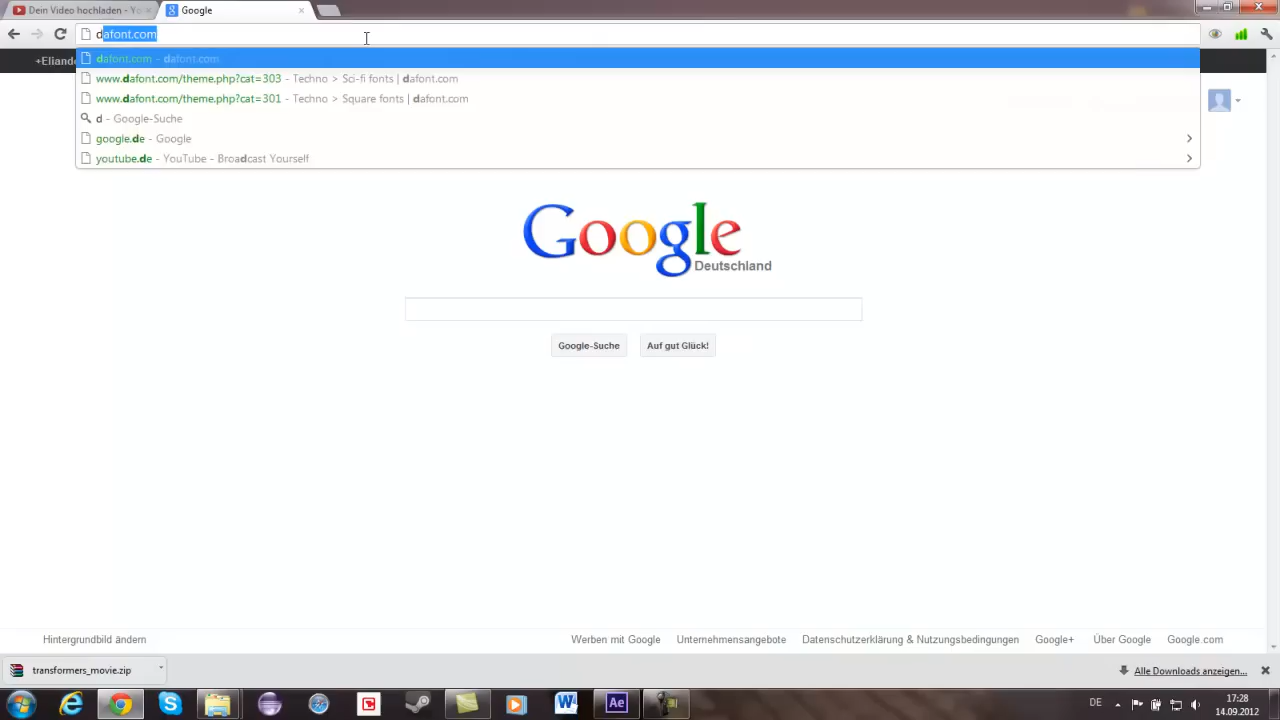 Dein Video hochladen - Yo
Google
dafont.com
+Eliande
dafont.com - dafont.com
www.dafont.com/theme.php?cat=303 - Techno > Sci-fi fonts | dafont.com
www.dafont.com/theme.php?cat=301 - Techno > Square fonts | dafont.com
d - Google-Suche
google.de - Google
youtube.de - YouTube - Broadcast Yourself
Google
Deutschland
Google-Suche
Auf gut Glück!
Hintergrundbild ändern
Werben mit Google
Unternehmensangebote
Datenschutzerklärung & Nutzungsbedingungen
Google+
Über Google
Google.com
transformers_movie.zip
Alle Downloads anzeigen...
Ae
DE
17:28
14.09.2012